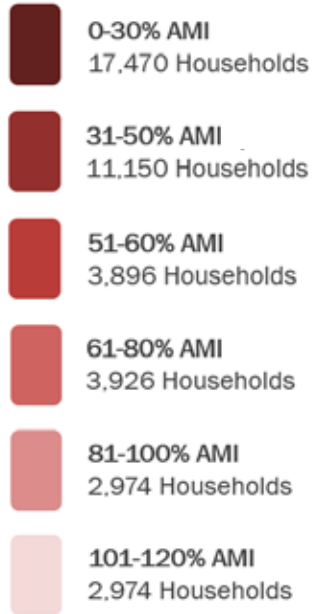 0-30% AMI
17,470 Households
31-50% AMI
11,150 Households
51-60% AMI
3,896 Households
61-80% AMI
3,926 Households
81-100% AMI
2,974 Households
101-120% AMI
2,974 Households